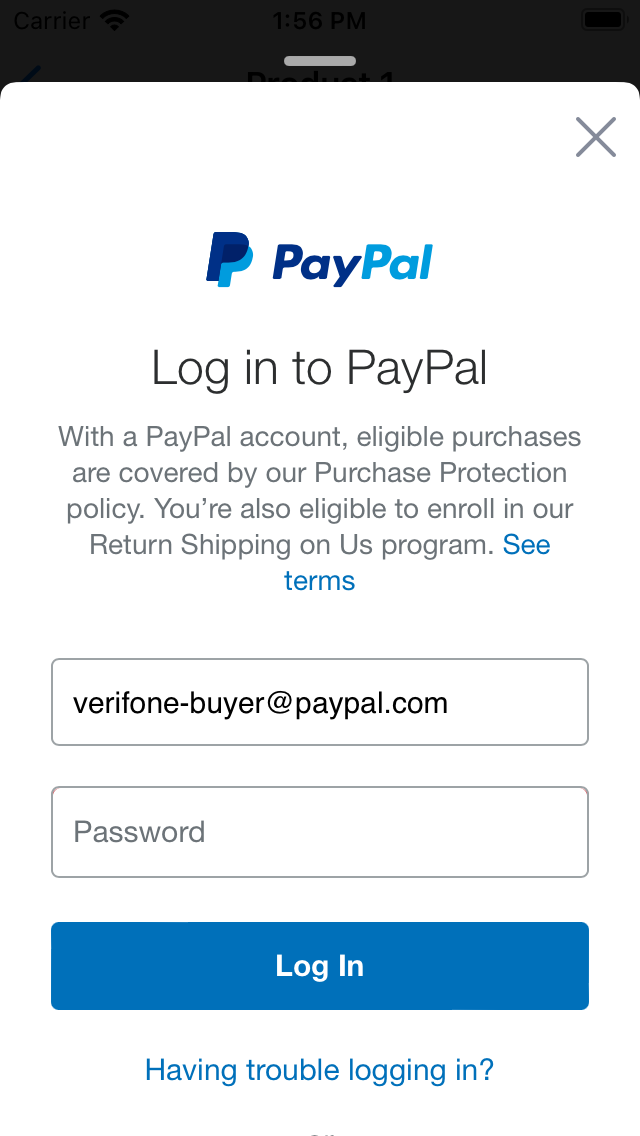 Carrier 1:56 PM
Product 1
PayPal
Log in to PayPal
With a PayPal account, eligible purchases
are covered by our Purchase Protection
policy. You’re also eligible to enroll in our
Return Shipping on Us program. See
terms
verifone-buyer@paypal.com
Password
Log In
Having trouble logging in?